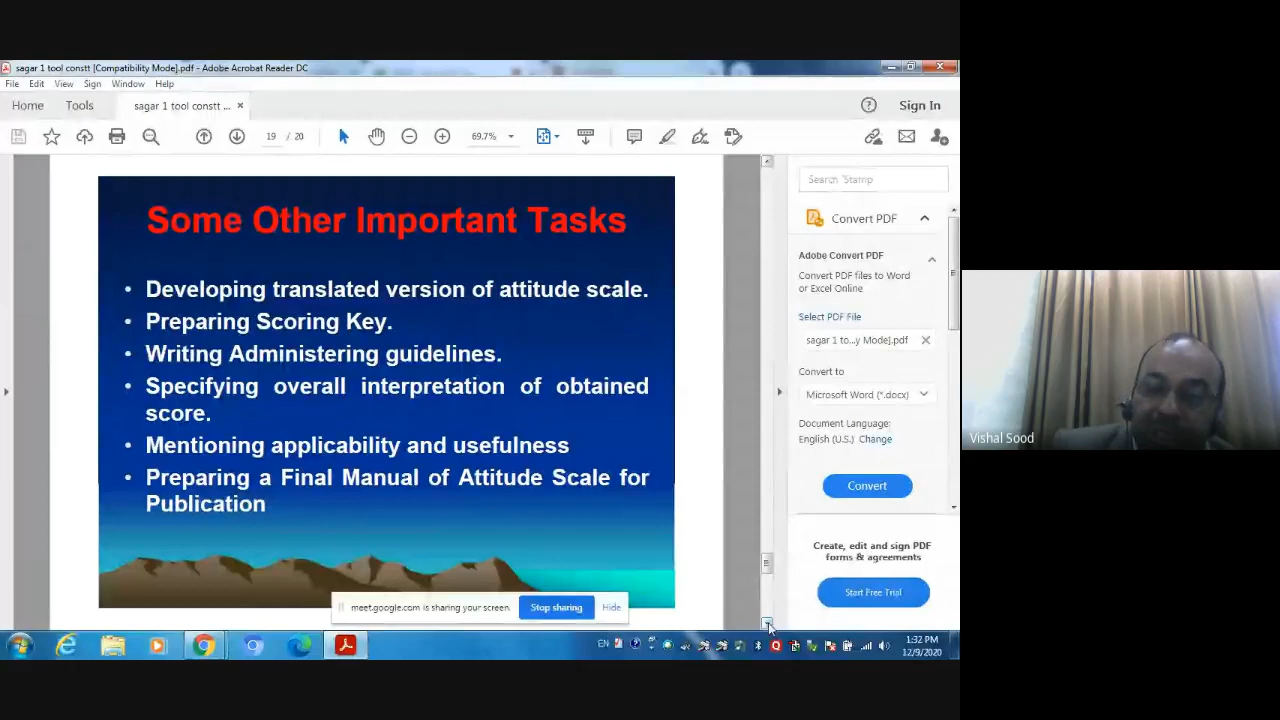 sagar 1 tool constt [Compatibility Mode].pdf - Adobe Acrobat Reader DC
File Edit View Sign Window Help
Home Tools sagar 1 tool constt ... × Sign In
19 / 20 69.7%
Search 'Stamp
Convert PDF
Adobe Convert PDF
Convert PDF files to Word
or Excel Online
Select PDF File
sagar 1 to...y Mode].pdf
Convert to
Microsoft Word (*.docx)
Document Language:
English (U.S.) Change
Convert
Create, edit and sign PDF
forms & agreements
Start Free Trial
Some Other Important Tasks
• Developing translated version of attitude scale.
• Preparing Scoring Key.
• Writing Administering guidelines.
• Specifying overall interpretation of obtained
score.
• Mentioning applicability and usefulness
• Preparing a Final Manual of Attitude Scale for
Publication
meet.google.com is sharing your screen. Stop sharing Hide
EN
1:32 PM
12/9/2020
Vishal Sood